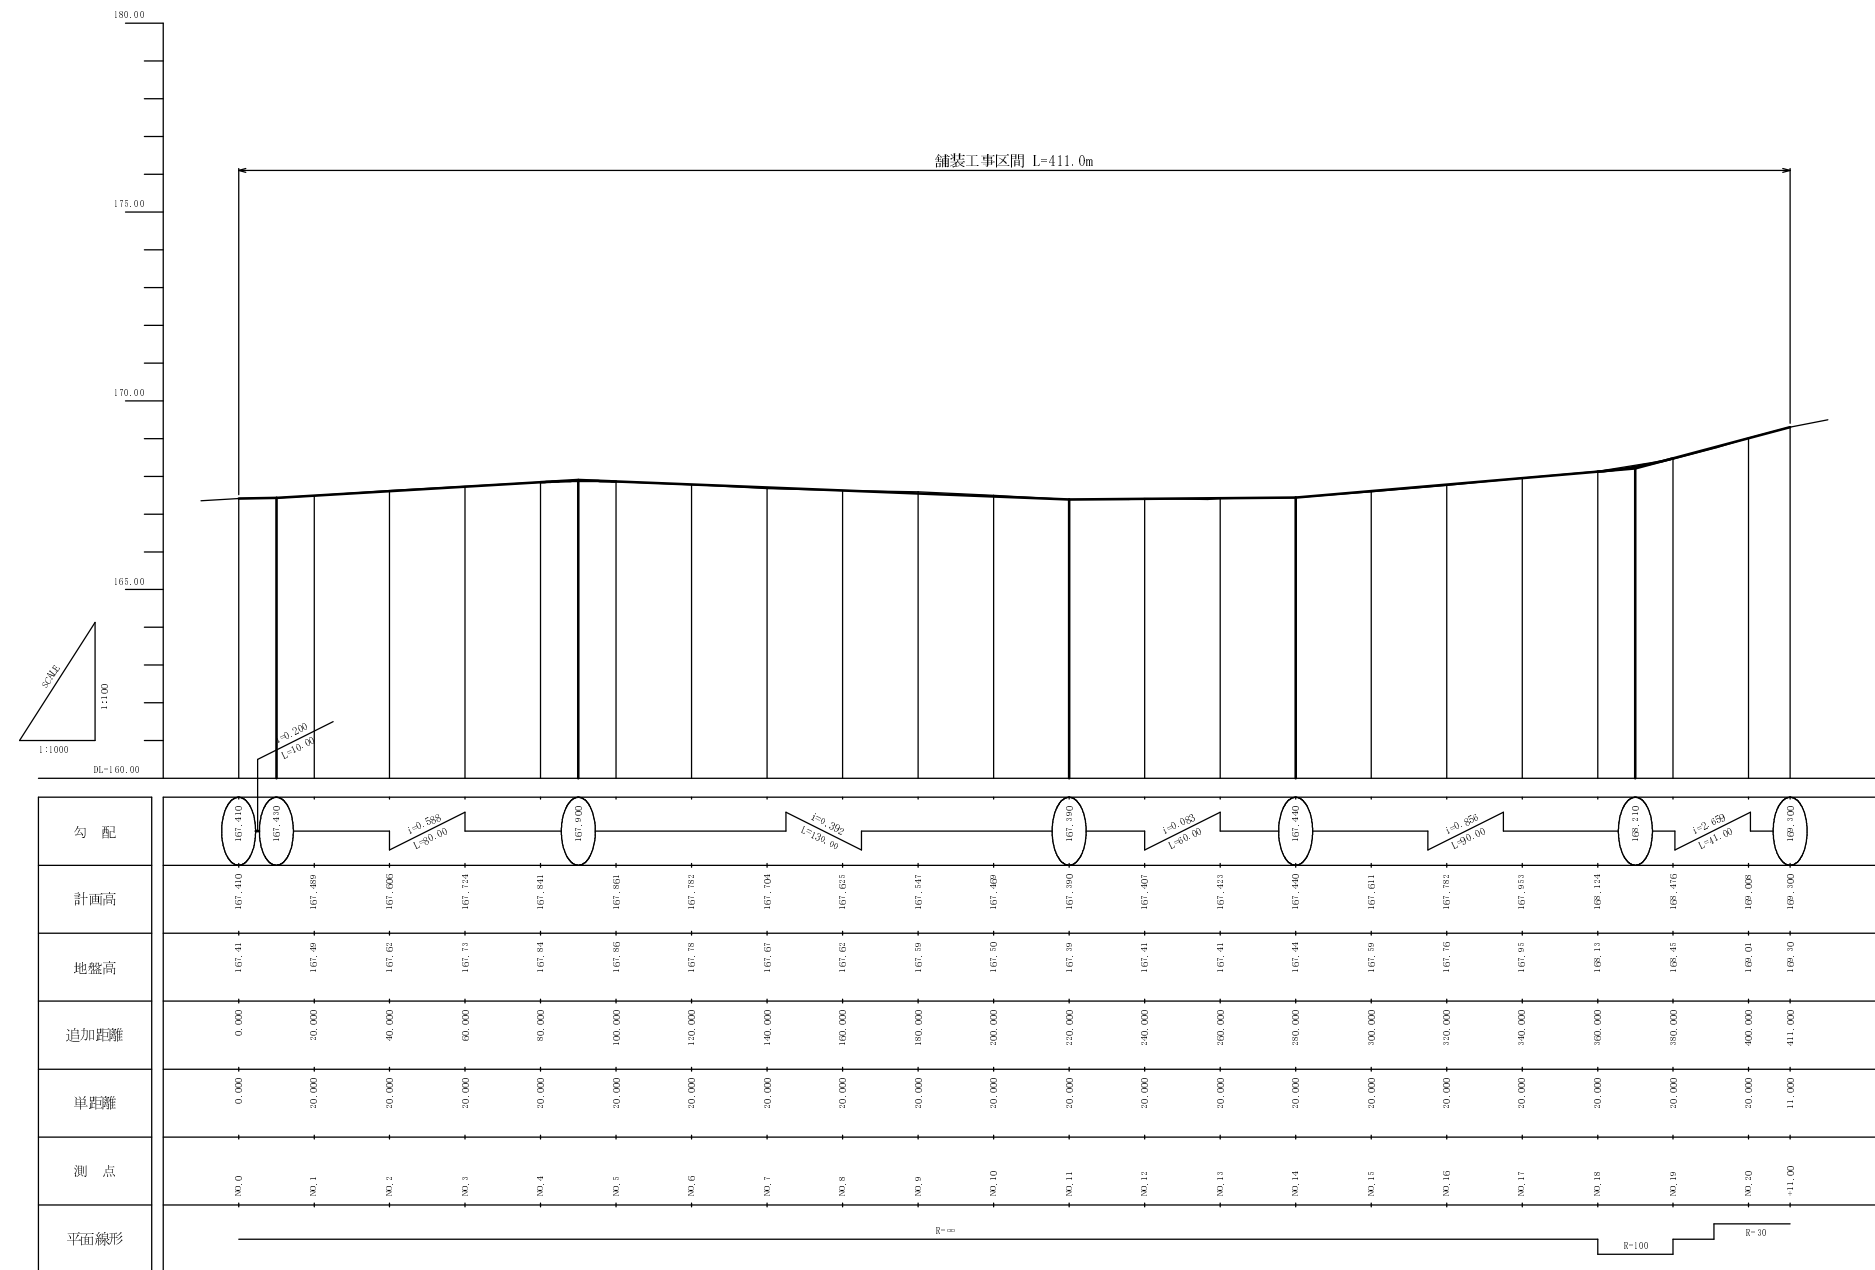 180.00
175.00
170.00
165.00
舗装工事区間 L=411.0m
SCALE
1:100
1:1000
DL=160.00
i=0.200
L=10.00
勾 配
167.410
167.430
i=0.588
L=80.00
167.900
i=0.392
L=130.00
167.390
i=0.083
L=60.00
167.440
i=0.856
L=90.00
168.210
i=2.659
L=41.00
169.300
計画高
167.410 167.489 167.606 167.724 167.841 167.861 167.782 167.704 167.625 167.547 167.469 167.390 167.407 167.423 167.440 167.611 167.782 167.953 168.124 168.476 169.008 169.300
地盤高
167.41 167.49 167.62 167.73 167.84 167.86 167.78 167.67 167.62 167.59 167.50 167.39 167.41 167.41 167.44 167.59 167.76 167.95 168.13 168.45 169.01 169.30
追加距離
0.000 20.000 40.000 60.000 80.000 100.000 120.000 140.000 160.000 180.000 200.000 220.000 240.000 260.000 280.000 300.000 320.000 340.000 360.000 380.000 400.000 411.000
単距離
0.000 20.000 20.000 20.000 20.000 20.000 20.000 20.000 20.000 20.000 20.000 20.000 20.000 20.000 20.000 20.000 20.000 20.000 20.000 20.000 20.000 11.000
測 点
NO.0 NO.1 NO.2 NO.3 NO.4 NO.5 NO.6 NO.7 NO.8 NO.9 NO.10 NO.11 NO.12 NO.13 NO.14 NO.15 NO.16 NO.17 NO.18 NO.19 NO.20 +11.00
平面線形
R=∞
R=100
R=30